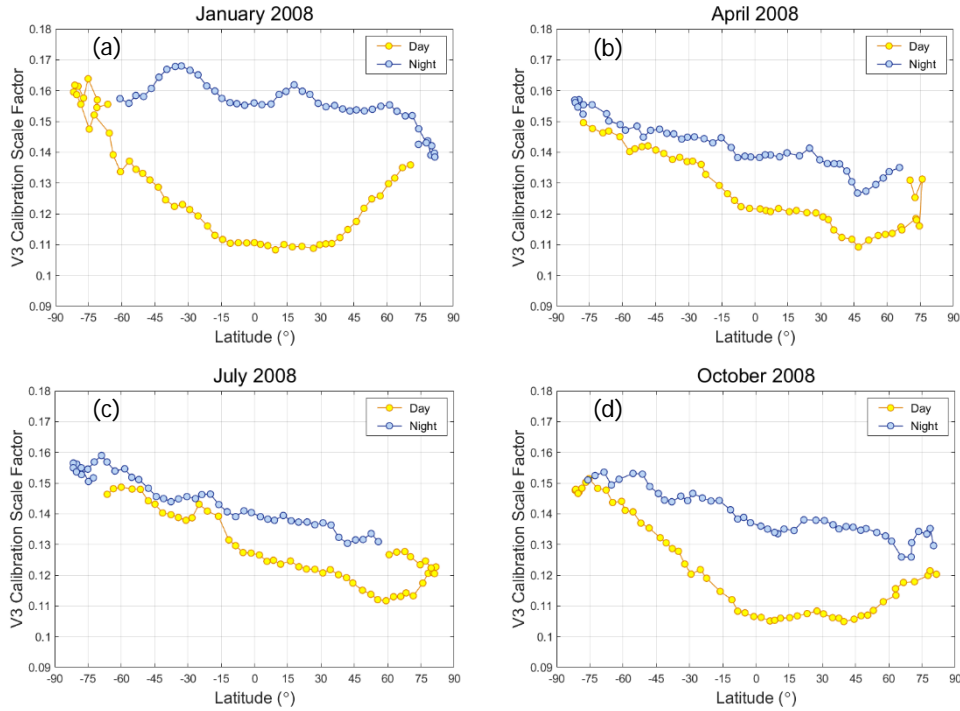 January 2008
(a)
Day
Night
V3 Calibration Scale Factor
0.18
0.17
0.16
0.15
0.14
0.13
0.12
0.11
0.1
0.09
-90 -75 -60 -45 -30 -15 0 15 30 45 60 75 90
Latitude (°)
April 2008
(b)
Day
Night
V3 Calibration Scale Factor
0.18
0.17
0.16
0.15
0.14
0.13
0.12
0.11
0.1
0.09
-90 -75 -60 -45 -30 -15 0 15 30 45 60 75 90
Latitude (°)
July 2008
(c)
Day
Night
V3 Calibration Scale Factor
0.18
0.17
0.16
0.15
0.14
0.13
0.12
0.11
0.1
0.09
-90 -75 -60 -45 -30 -15 0 15 30 45 60 75 90
Latitude (°)
October 2008
(d)
Day
Night
V3 Calibration Scale Factor
0.18
0.17
0.16
0.15
0.14
0.13
0.12
0.11
0.1
0.09
-90 -75 -60 -45 -30 -15 0 15 30 45 60 75 90
Latitude (°)